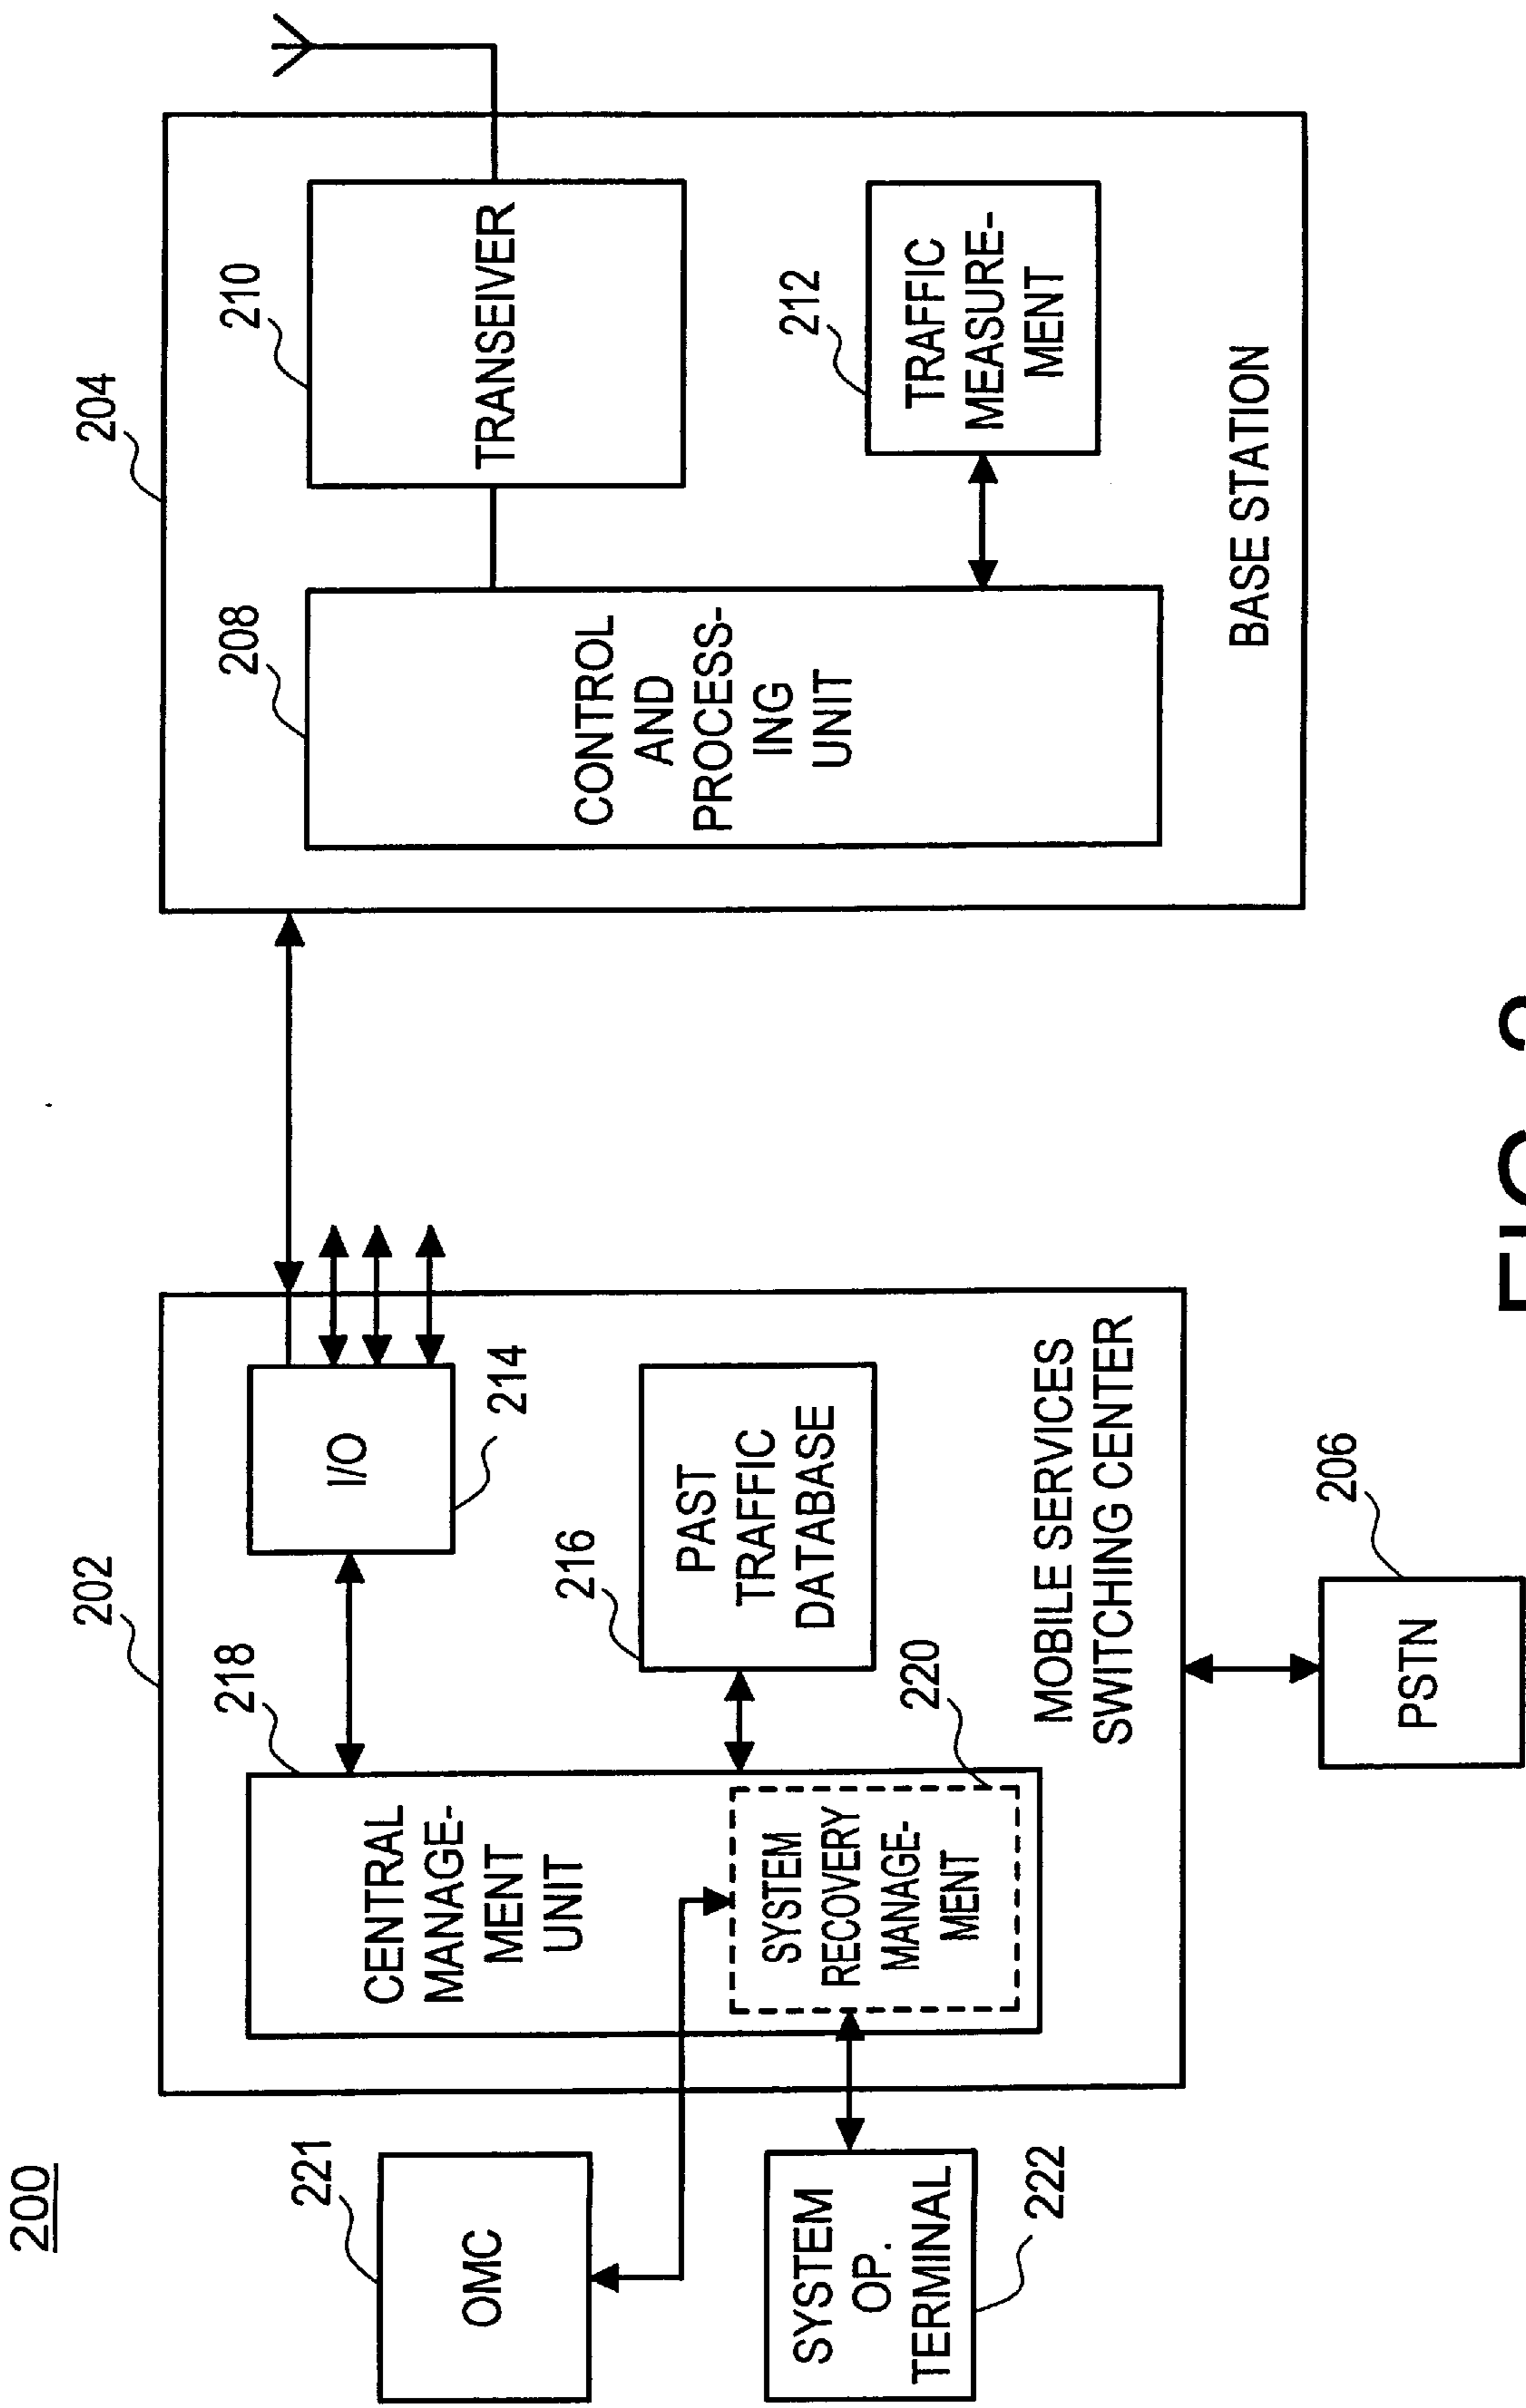 200
202
218
CENTRAL
MANAGE-
MENT
UNIT
I/O
214
216
PAST
TRAFFIC
DATABASE
220
SYSTEM
RECOVERY
MANAGE-
MENT
MOBILE SERVICES
SWITCHING CENTER
221
OMC
SYSTEM
OP.
TERMINAL
222
206
PSTN
204
208
CONTROL
AND
PROCESS-
ING
UNIT
210
TRANSEIVER
212
TRAFFIC
MEASURE-
MENT
BASE STATION